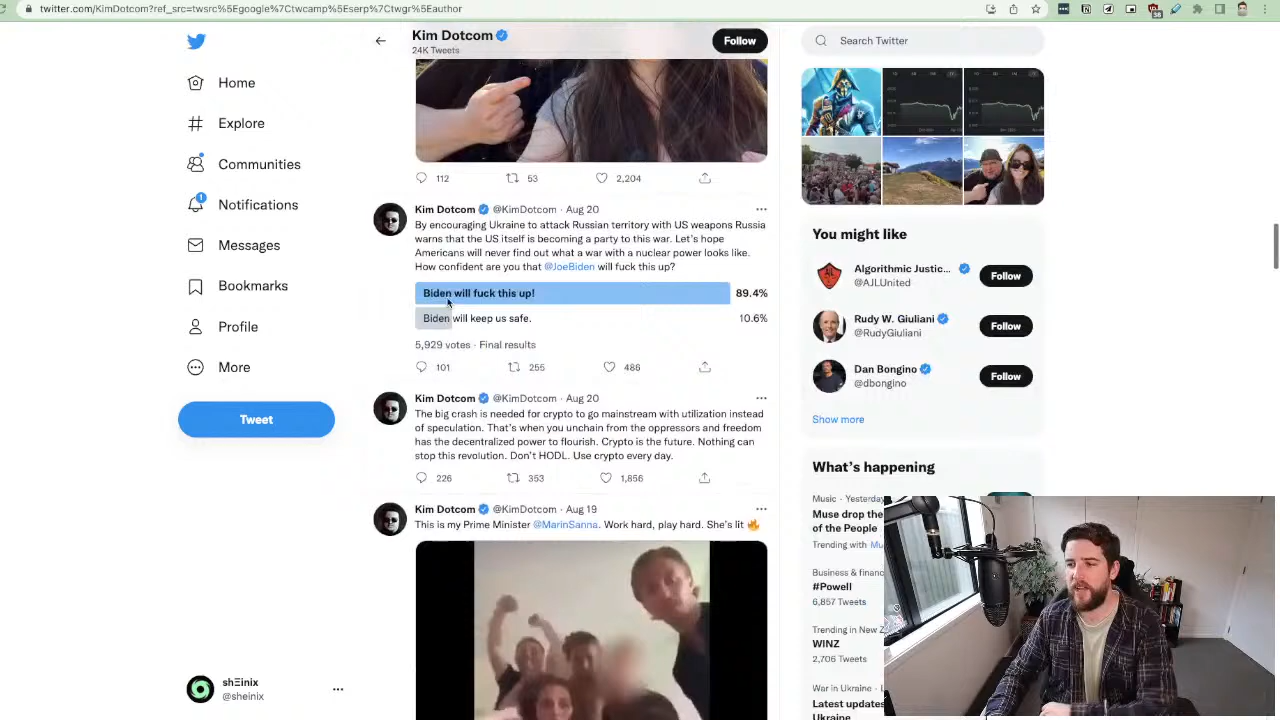 twitter.com/KimDotcom?ref_src=twsrc%5Egoogle%7Ctwcamp%5Eserp%7Ctwgr%5Eauthor
Home
Explore
Communities
1
Notifications
Messages
Bookmarks
Profile
More
Tweet
shΞinix
@sheinix
Kim Dotcom
24K Tweets
Follow
112
53
2,204
Kim Dotcom @KimDotcom · Aug 20
By encouraging Ukraine to attack Russian territory with US weapons Russia
warns that the US itself is becoming a party to this war. Let's hope
Americans will never find out what a war with a nuclear power looks like.
How confident are you that @JoeBiden will fuck this up?
Biden will fuck this up! 89.4%
Biden will keep us safe. 10.6%
5,929 votes · Final results
101
255
486
Kim Dotcom @KimDotcom · Aug 20
The big crash is needed for crypto to go mainstream with utilization instead
of speculation. That's when you unchain from the oppressors and freedom
has the decentralized power to flourish. Crypto is the future. Nothing can
stop this revolution. Don't HODL. Use crypto every day.
226
353
1,856
Kim Dotcom @KimDotcom · Aug 19
This is my Prime Minister @MarinSanna. Work hard, play hard. She's lit 🔥
Search Twitter
You might like
Algorithmic Justic...
@AJLUnited
Follow
Rudy W. Giuliani
@RudyGiuliani
Follow
Dan Bongino
@dbongino
Follow
Show more
What's happening
Music · Yesterday
Muse drop the
of the People
Trending with Mu
Business & financ
#Powell
6,857 Tweets
Trending in New Z
WINZ
2,706 Tweets
War in Ukraine · L
Latest updates
Ukraine